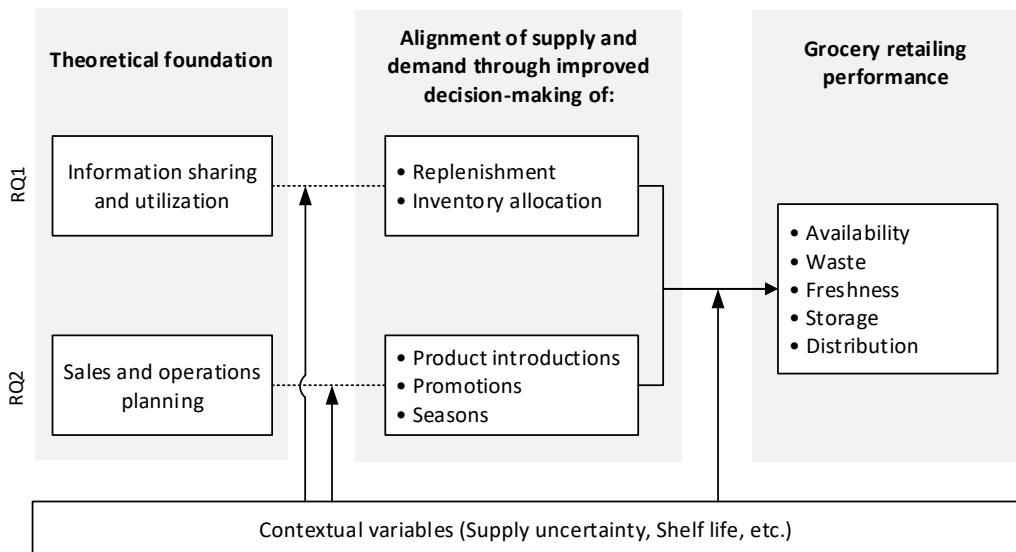 Theoretical foundation
Alignment of supply and
demand through improved
decision-making of:
Grocery retailing
performance
RQ1
Information sharing
and utilization
• Replenishment
• Inventory allocation
• Availability
• Waste
• Freshness
• Storage
• Distribution
RQ2
Sales and operations
planning
• Product introductions
• Promotions
• Seasons
Contextual variables (Supply uncertainty, Shelf life, etc.)